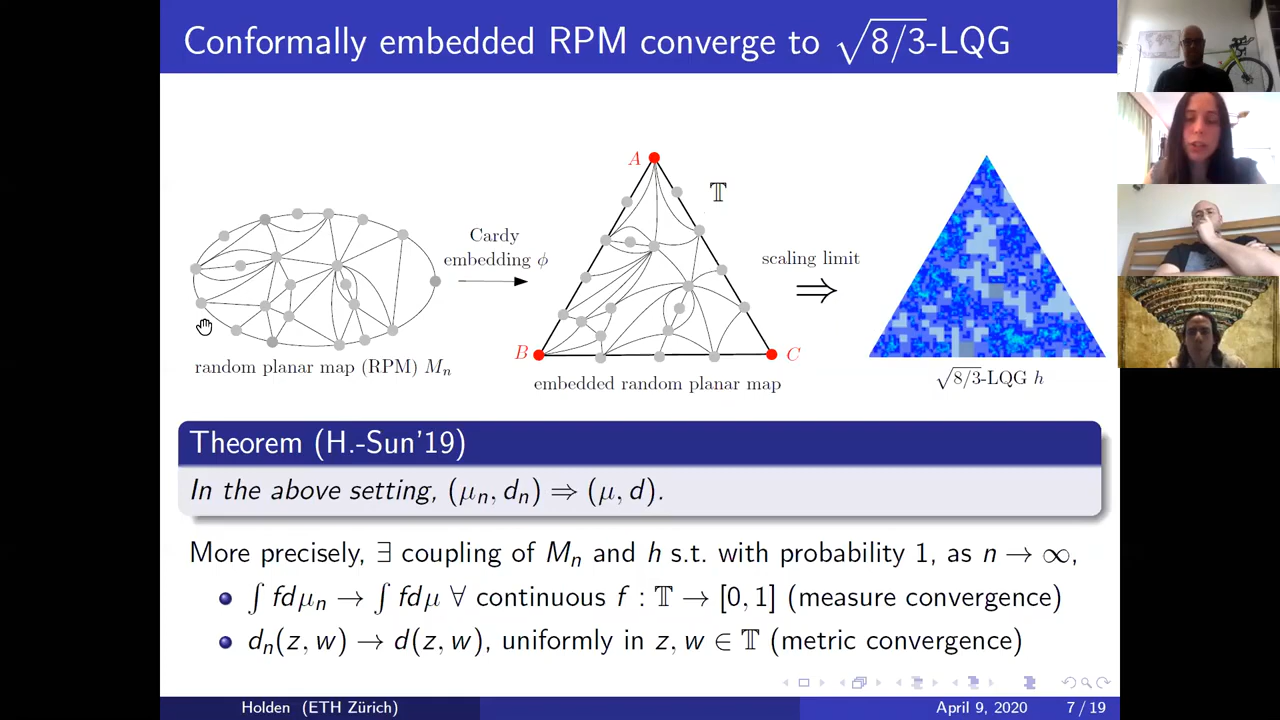 Conformally embedded RPM converge to √8/3-LQG
A
𝕋
Cardy
embedding ϕ
scaling limit
⇒
B
C
random planar map (RPM) Mₙ
embedded random planar map
√8/3-LQG h
Theorem (H.-Sun'19)
In the above setting, (μₙ, dₙ) ⇒ (μ, d).
More precisely, ∃ coupling of Mₙ and h s.t. with probability 1, as n → ∞,
∫ fdμₙ → ∫ fdμ ∀ continuous f : 𝕋 → [0, 1] (measure convergence)
dₙ(z, w) → d(z, w), uniformly in z, w ∈ 𝕋 (metric convergence)
Holden (ETH Zürich) April 9, 2020 7 / 19